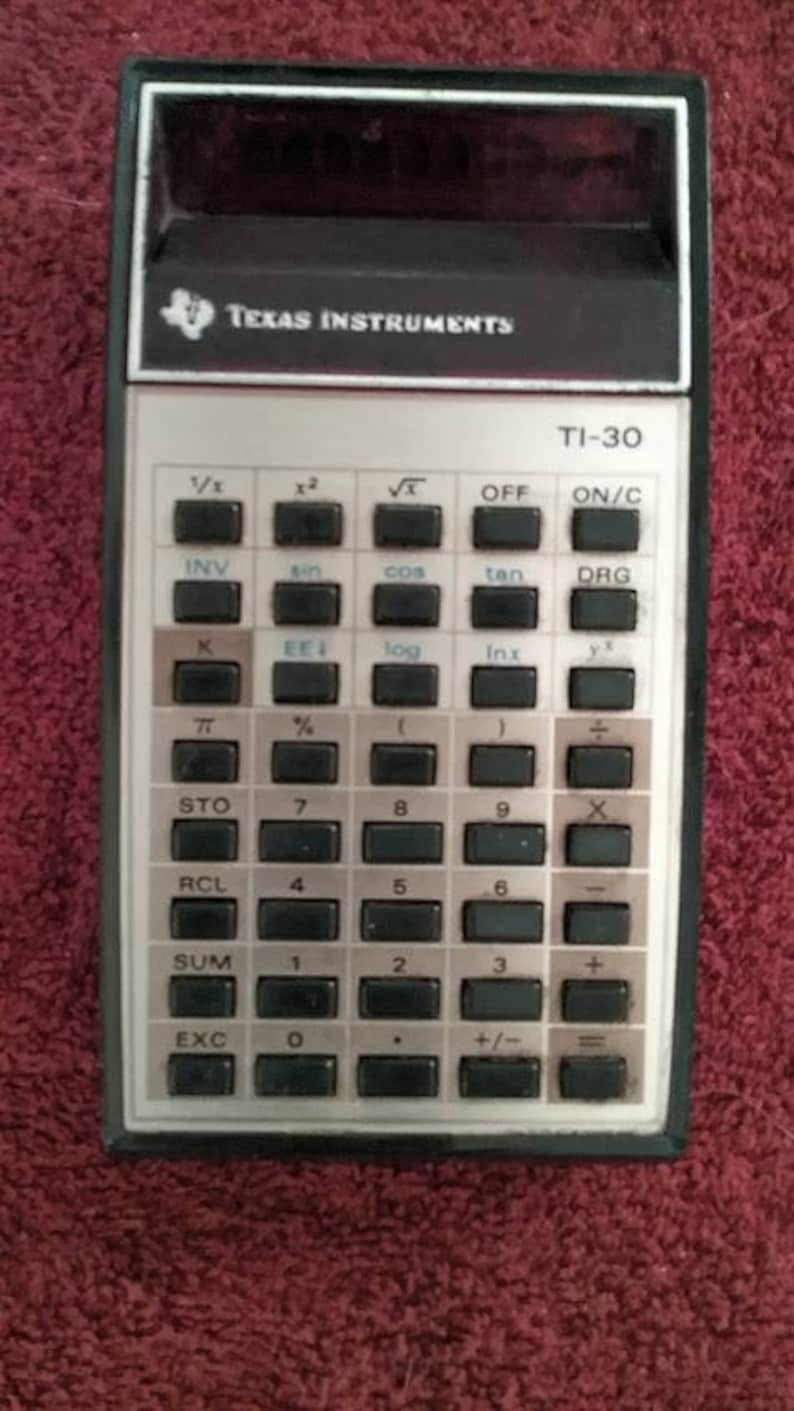 TEXAS INSTRUMENTS
TI-30
1/x x² √x OFF ON/C
INV sin cos tan DRG
K EE↓ log lnx yˣ
π % ( ) ÷
STO 7 8 9 X
RCL 4 5 6 −
SUM 1 2 3 +
EXC 0 . +/− =